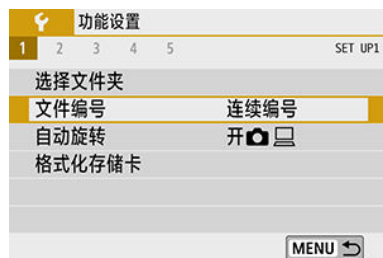 功能设置
1 2 3 4 5 SET UP1
选择文件夹
文件编号 连续编号
自动旋转 开
格式化存储卡
MENU